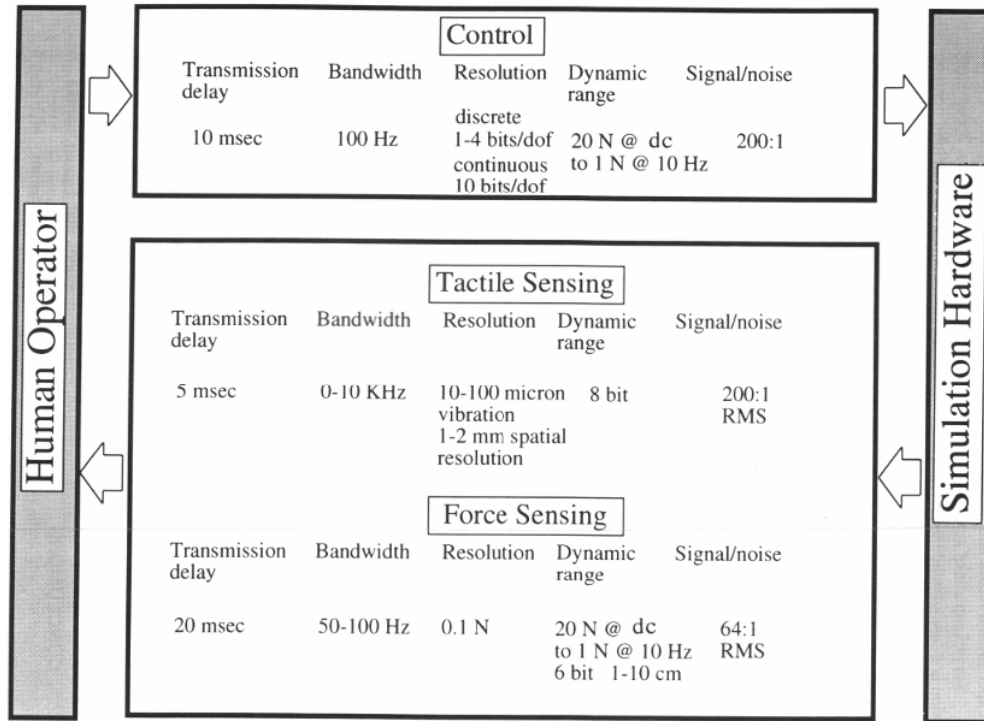 Human Operator
Control
Transmission delay Bandwidth Resolution Dynamic range Signal/noise
10 msec 100 Hz discrete 1-4 bits/dof continuous 10 bits/dof 20 N @ dc to 1 N @ 10 Hz 200:1
Tactile Sensing
Transmission delay Bandwidth Resolution Dynamic range Signal/noise
5 msec 0-10 KHz 10-100 micron vibration 1-2 mm spatial resolution 8 bit 200:1 RMS
Force Sensing
Transmission delay Bandwidth Resolution Dynamic range Signal/noise
20 msec 50-100 Hz 0.1 N 20 N @ dc to 1 N @ 10 Hz 6 bit 1-10 cm 64:1 RMS
Simulation Hardware